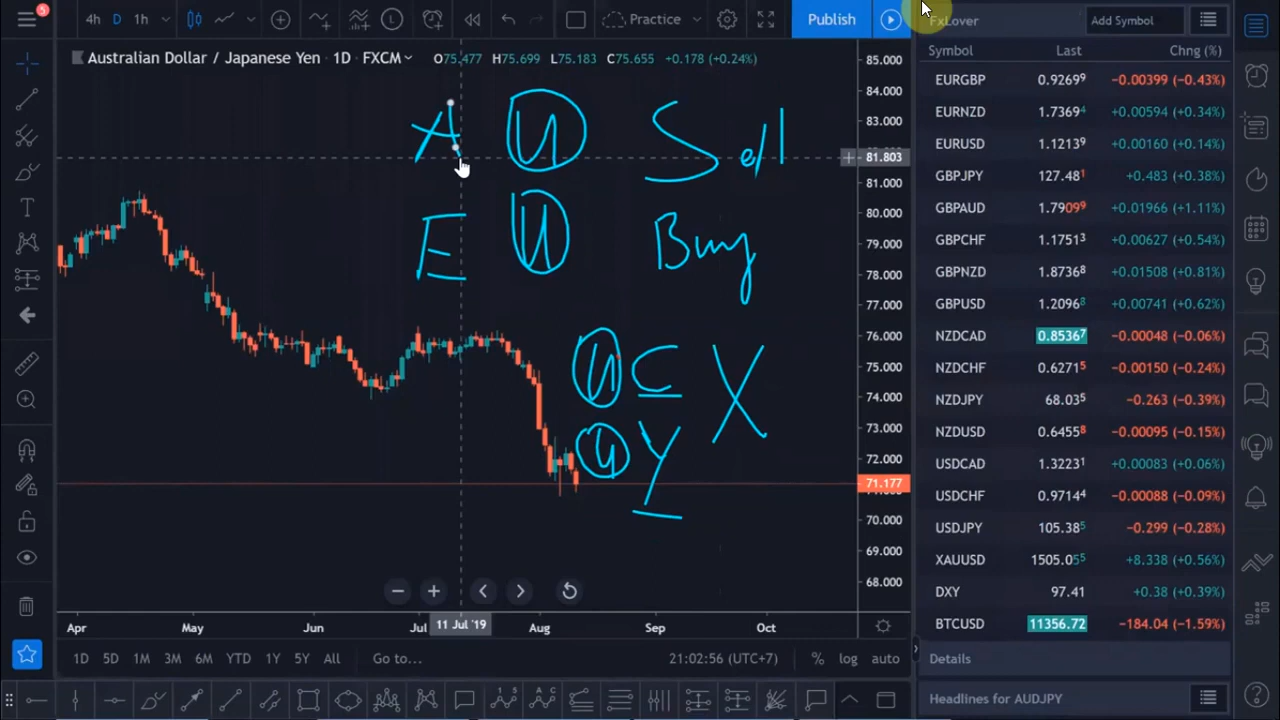 5
4h D 1h Practice Publish FxLover Add Symbol
Australian Dollar / Japanese Yen 1D FXCM O75.477 H75.699 L75.183 C75.655 +0.178 (+0.24%)
Symbol Last Chng (%)
EURGBP 0.92699 −0.00399 (−0.43%)
EURNZD 1.73694 +0.00594 (+0.34%)
EURUSD 1.12139 +0.00160 (+0.14%)
GBPJPY 127.481 +0.483 (+0.38%)
GBPAUD 1.79099 +0.01966 (+1.11%)
GBPCHF 1.17513 +0.00627 (+0.54%)
GBPNZD 1.87368 +0.01508 (+0.81%)
GBPUSD 1.20968 +0.00741 (+0.62%)
NZDCAD 0.85367 −0.00048 (−0.06%)
NZDCHF 0.62715 −0.00150 (−0.24%)
NZDJPY 68.035 −0.263 (−0.39%)
NZDUSD 0.64558 −0.00095 (−0.15%)
USDCAD 1.32231 +0.00083 (+0.06%)
USDCHF 0.97144 −0.00088 (−0.09%)
USDJPY 105.385 −0.299 (−0.28%)
XAUUSD 1505.055 +8.338 (+0.56%)
DXY 97.41 +0.38 (+0.39%)
BTCUSD 11356.72 −184.04 (−1.59%)
Details
Headlines for AUDJPY
A U Sell
E U Buy
U C X
U Y
85.000
84.000
83.000
81.803
81.000
80.000
79.000
78.000
77.000
76.000
75.000
74.000
73.000
72.000
71.177
70.000
69.000
68.000
Apr May Jun Jul 11 Jul '19 Aug Sep Oct
1D 5D 1M 3M 6M YTD 1Y 5Y All Go to... 21:02:56 (UTC+7) % log auto